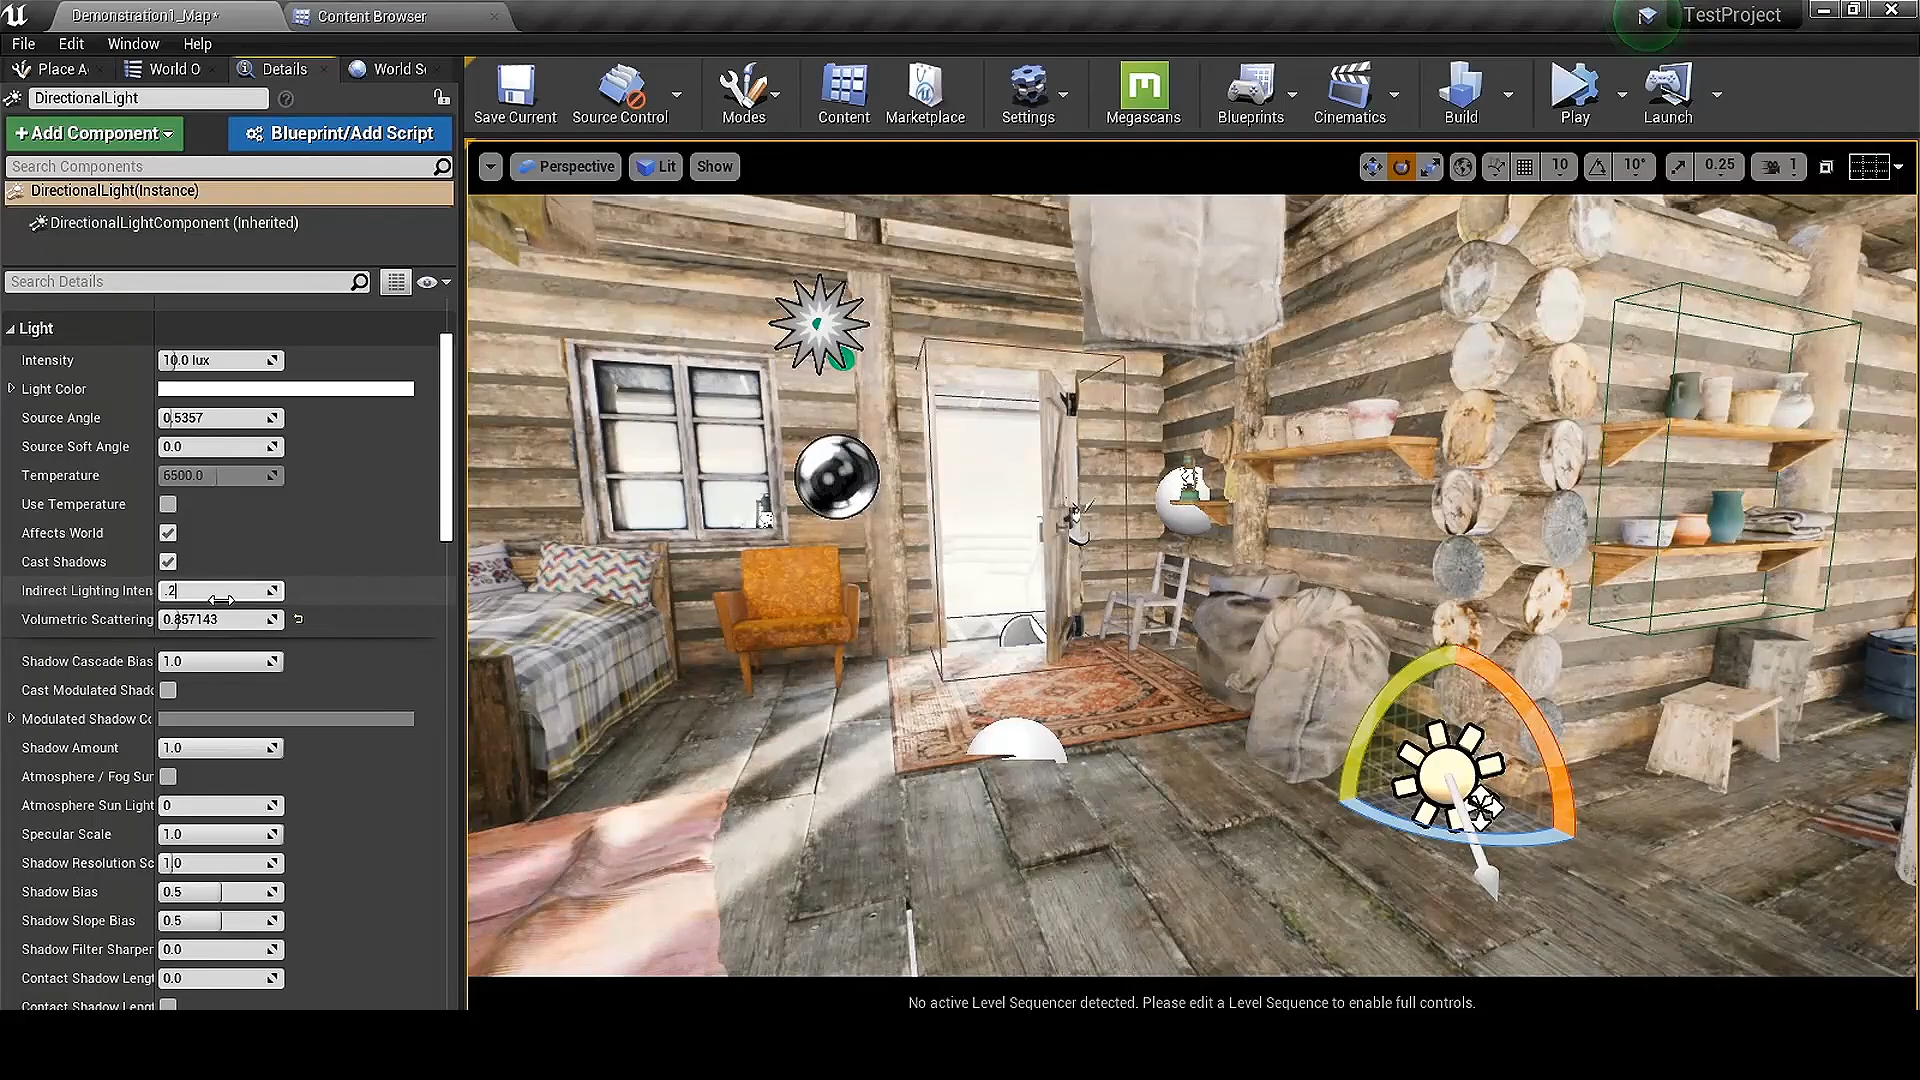 Demonstration1_Map*
Content Browser
TestProject
File Edit Window Help
Place A
World O
Details
World S
DirectionalLight
+Add Component
Blueprint/Add Script
Search Components
DirectionalLight(Instance)
DirectionalLightComponent (Inherited)
Search Details
Save Current
Source Control
Modes
Content
Marketplace
Settings
Megascans
Blueprints
Cinematics
Build
Play
Launch
Perspective
Lit
Show
10
10°
0.25
1
Light
Intensity 10.0 lux
Light Color
Source Angle 0.5357
Source Soft Angle 0.0
Temperature 6500.0
Use Temperature
Affects World
Cast Shadows
Indirect Lighting Inten .2
Volumetric Scattering 0.857143
Shadow Cascade Bias 1.0
Cast Modulated Shado
Modulated Shadow Co
Shadow Amount 1.0
Atmosphere / Fog Sun
Atmosphere Sun Light 0
Specular Scale 1.0
Shadow Resolution Sc 1.0
Shadow Bias 0.5
Shadow Slope Bias 0.5
Shadow Filter Sharper 0.0
Contact Shadow Leng 0.0
Contact Shadow Leng
No active Level Sequencer detected. Please edit a Level Sequence to enable full controls.